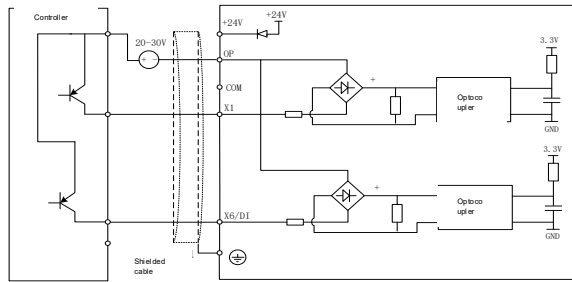 Controller
+24V
+24V
20-30V
+ -
OP
COM
X1
+
Optoco
upler
3.3V
GND
3.3V
+
Optoco
upler
X6/DI
GND
Shielded
cable